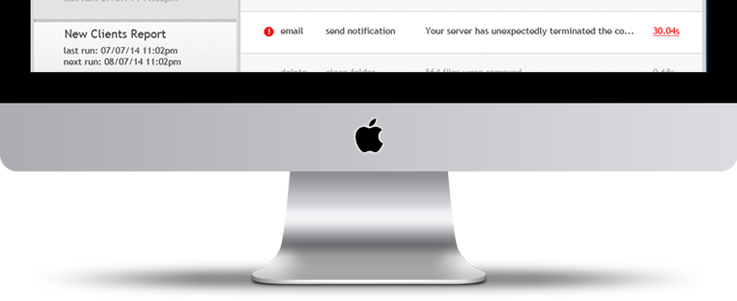 New Clients Report
last run: 07/07/14 11:02pm
next run: 08/07/14 11:02pm
email send notification Your server has unexpectedly terminated the co... 30.04s